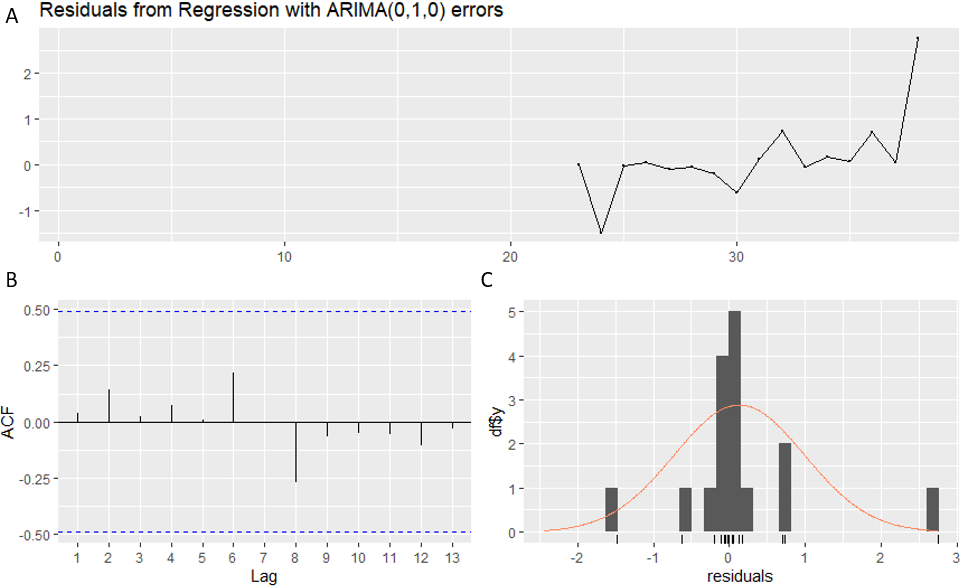 A
Residuals from Regression with ARIMA(0,1,0) errors
2
1
0
-1
0 10 20 30
B
0.50
0.25
0.00
-0.25
-0.50
ACF
1 2 3 4 5 6 7 8 9 10 11 12 13
Lag
C
5
4
3
2
1
0
df$y
-2 -1 0 1 2 3
residuals